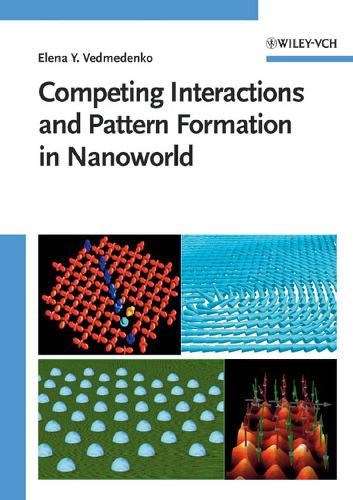 WILEY-VCH
Elena Y. Vedmedenko
Competing Interactions
and Pattern Formation
in Nanoworld